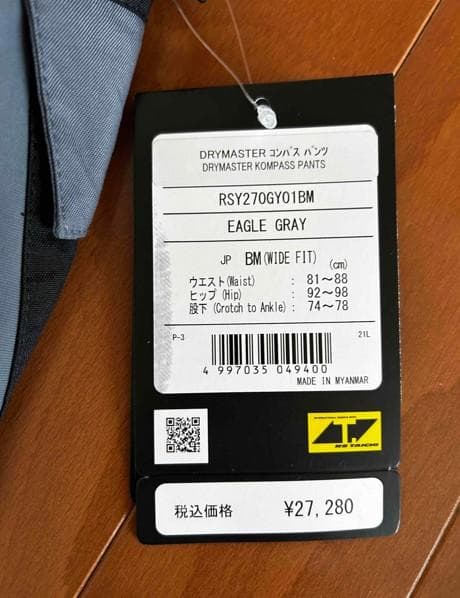 DRYMASTER コンパス パンツ
DRYMASTER KOMPASS PANTS
RSY270GY01BM
EAGLE GRAY
JP BM(WIDE FIT) (cm)
ウエスト(Waist) : 81〜88
ヒップ(Hip) : 92〜98
股下(Crotch to Ankle) : 74〜78
P-3 21L
4 997035 049400
MADE IN MYANMAR
RS TAICHI
税込価格 ¥27,280